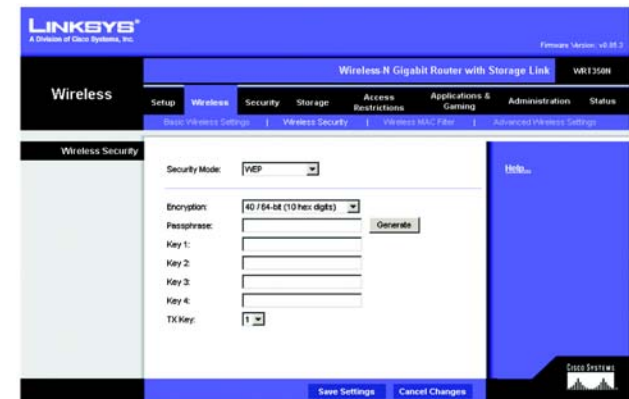 LINKSYS®
A Division of Cisco Systems, Inc.
Firmware Version: v0.85.3
Wireless-N Gigabit Router with Storage Link WRT350N
Wireless
Setup Wireless Security Storage Access Restrictions Applications & Gaming Administration Status
Basic Wireless Settings | Wireless Security | Wireless MAC Filter | Advanced Wireless Settings
Wireless Security
Security Mode: WEP
Help...
Encryption: 40 / 64-bit (10 hex digits)
Passphrase: Generate
Key 1:
Key 2:
Key 3:
Key 4:
TX Key: 1
CISCO SYSTEMS
Save Settings Cancel Changes